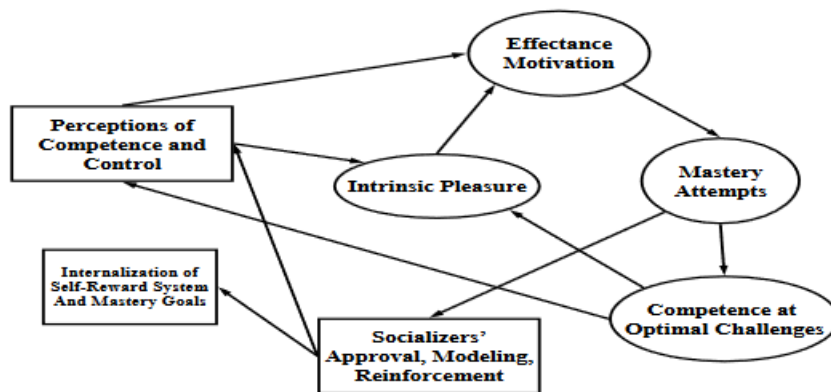 Effectance
Motivation
Perceptions of
Competence and
Control
Intrinsic Pleasure
Mastery
Attempts
Internalization of
Self-Reward System
And Mastery Goals
Socializers’
Approval, Modeling,
Reinforcement
Competence at
Optimal Challenges